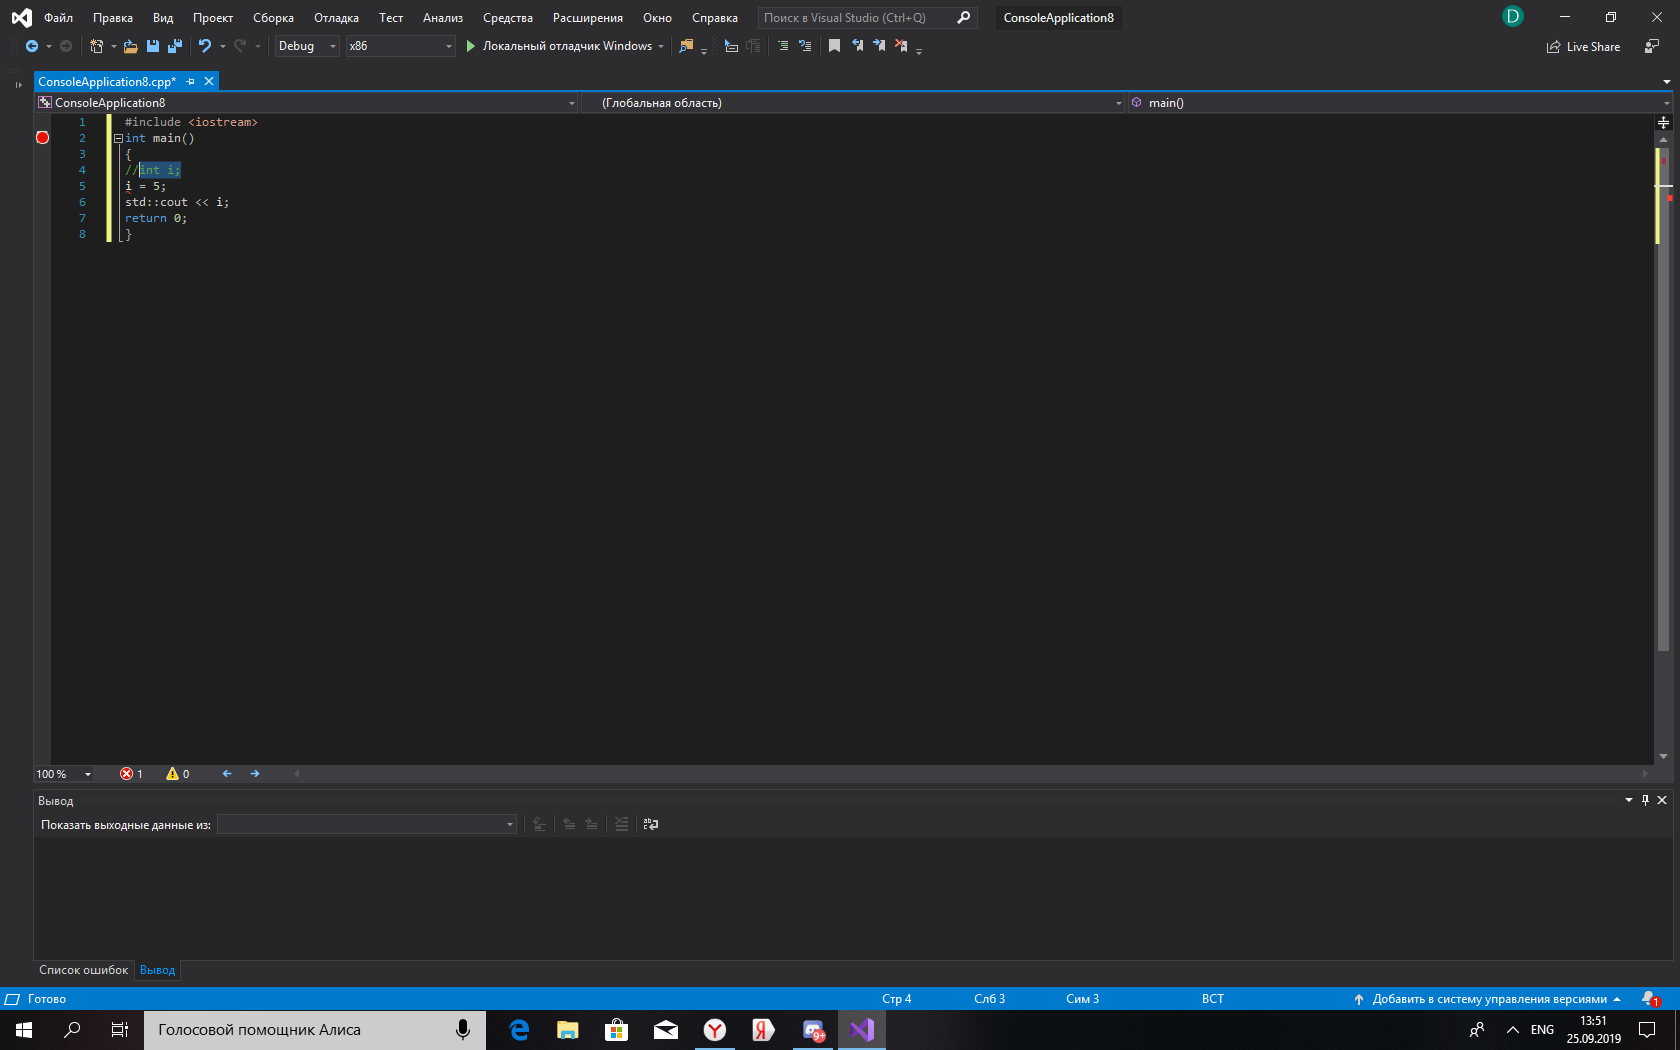 Файл Правка Вид Проект Сборка Отладка Тест Анализ Средства Расширения Окно Справка Поиск в Visual Studio (Ctrl+Q) ConsoleApplication8 D
Debug x86 Локальный отладчик Windows Live Share
ConsoleApplication8.cpp*
ConsoleApplication8 (Глобальная область) main()
1 #include <iostream>
2 int main()
3 {
4 //int i;
5 i = 5;
6 std::cout << i;
7 return 0;
8 }
100 % 1 0
Вывод
Показать выходные данные из:
Список ошибок Вывод
Готово Стр 4 Слб 3 Сим 3 ВСТ Добавить в систему управления версиями 1
Голосовой помощник Алиса 9+ ENG 13:51
25.09.2019